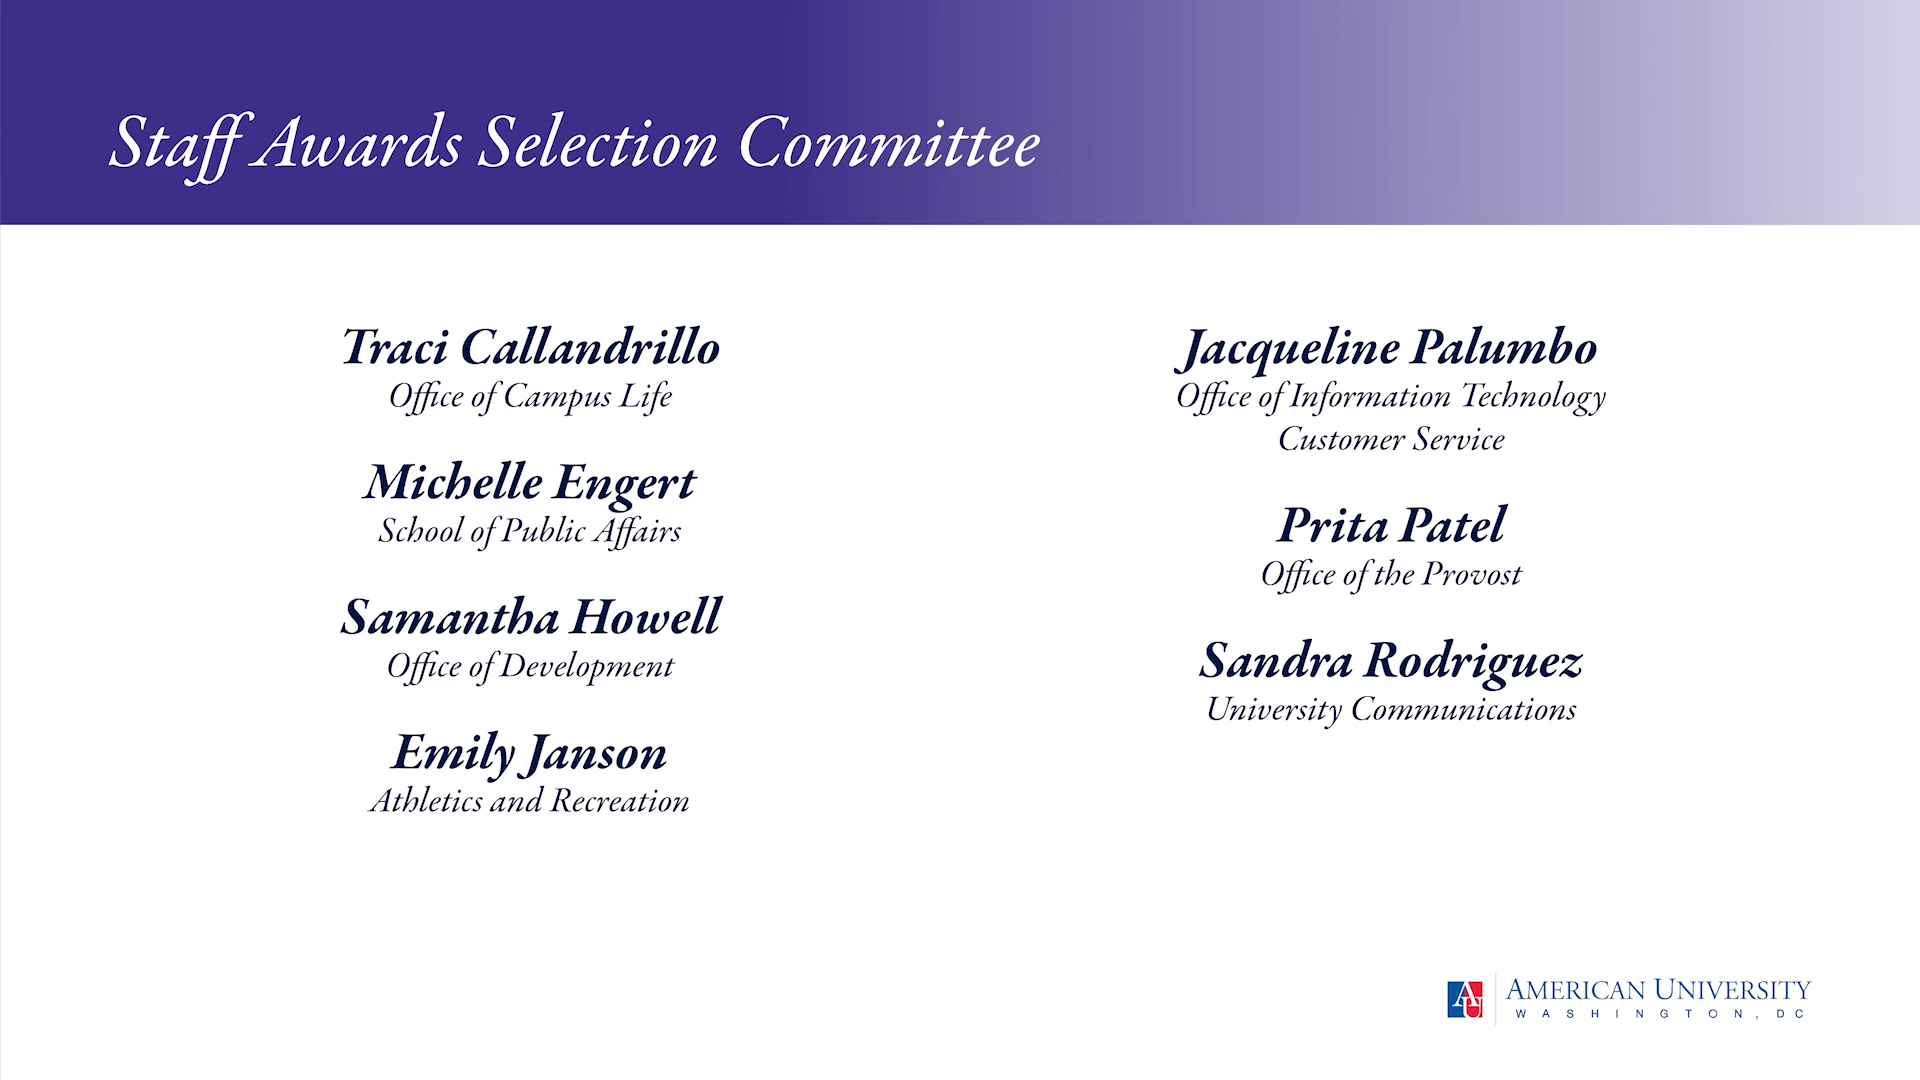 Staff Awards Selection Committee
Traci Callandrillo
Office of Campus Life
Michelle Engert
School of Public Affairs
Samantha Howell
Office of Development
Emily Janson
Athletics and Recreation
Jacqueline Palumbo
Office of Information Technology
Customer Service
Prita Patel
Office of the Provost
Sandra Rodriguez
University Communications
AU
AMERICAN UNIVERSITY
WASHINGTON, DC